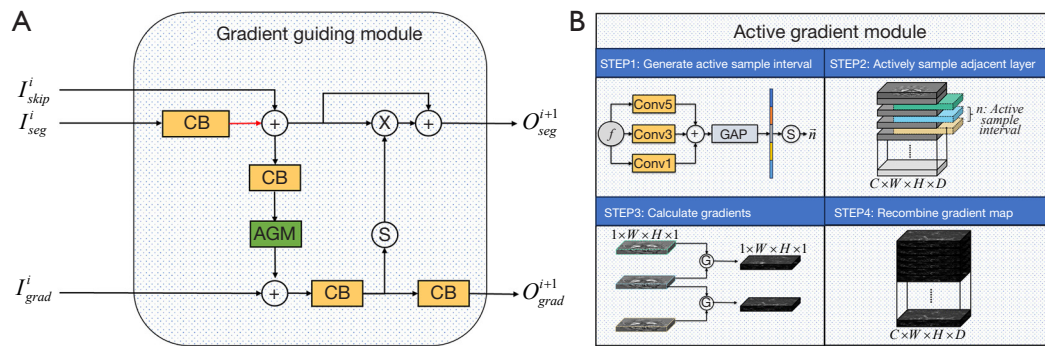 A
Gradient guiding module
I^i_skip
I^i_seg
CB
+
X
+
O^{i+1}_seg
CB
AGM
S
I^i_grad
+
CB
CB
O^{i+1}_grad
B
Active gradient module
STEP1: Generate active sample interval
Conv5
f
Conv3
+
GAP
S
n̄
Conv1
STEP2: Actively sample adjacent layer
n: Active
sample
interval
C×W×H×D
STEP3: Calculate gradients
1×W×H×1
1×W×H×1
G
G
STEP4: Recombine gradient map
C×W×H×D